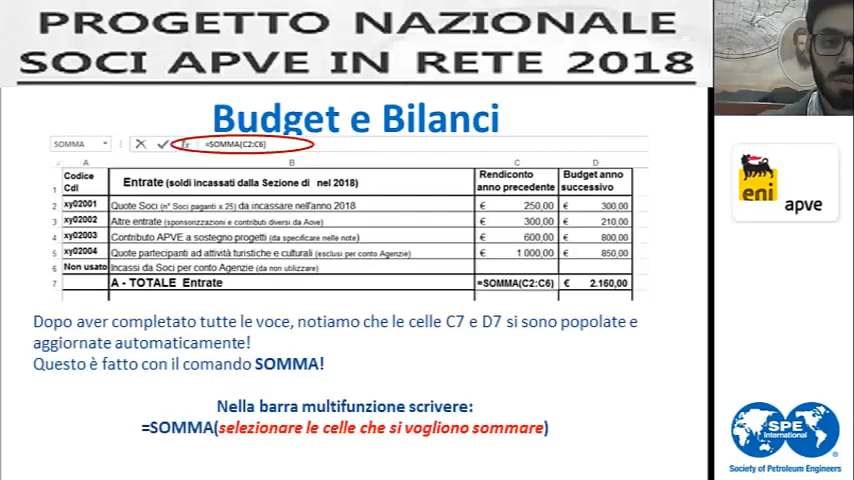 PROGETTO NAZIONALE
SOCI APVE IN RETE 2018
Budget e Bilanci
SOMMA =SOMMA(C2:C6)
A B C D
1 Codice CdI Entrate (soldi incassati dalla Sezione di nel 2018) Rendiconto anno precedente Budget anno successivo
2 xy02001 Quote Soci (n° Soci paganti x 25) da incassare nell'anno 2018 € 250,00 € 300,00
3 xy02002 Altre entrate (sponsorizzazioni e contributi diversi da Aove) € 300,00 € 210,00
4 xy02003 Contributo APVE a sostegno progetti (da specificare nelle note) € 600,00 € 800,00
5 xy02004 Quote partecipanti ad attività turistiche e culturali (esclusi per conto Agenzie) € 1.000,00 € 850,00
6 Non usato Incassi da Soci per conto Agenzie (da non utilizzare)
7 A - TOTALE Entrate =SOMMA(C2:C6) € 2.160,00
Dopo aver completato tutte le voce, notiamo che le celle C7 e D7 si sono popolate e
aggiornate automaticamente!
Questo è fatto con il comando SOMMA!
Nella barra multifunzione scrivere:
=SOMMA(selezionare le celle che si vogliono sommare)
eni
apve
SPE
International
Society of Petroleum Engineers